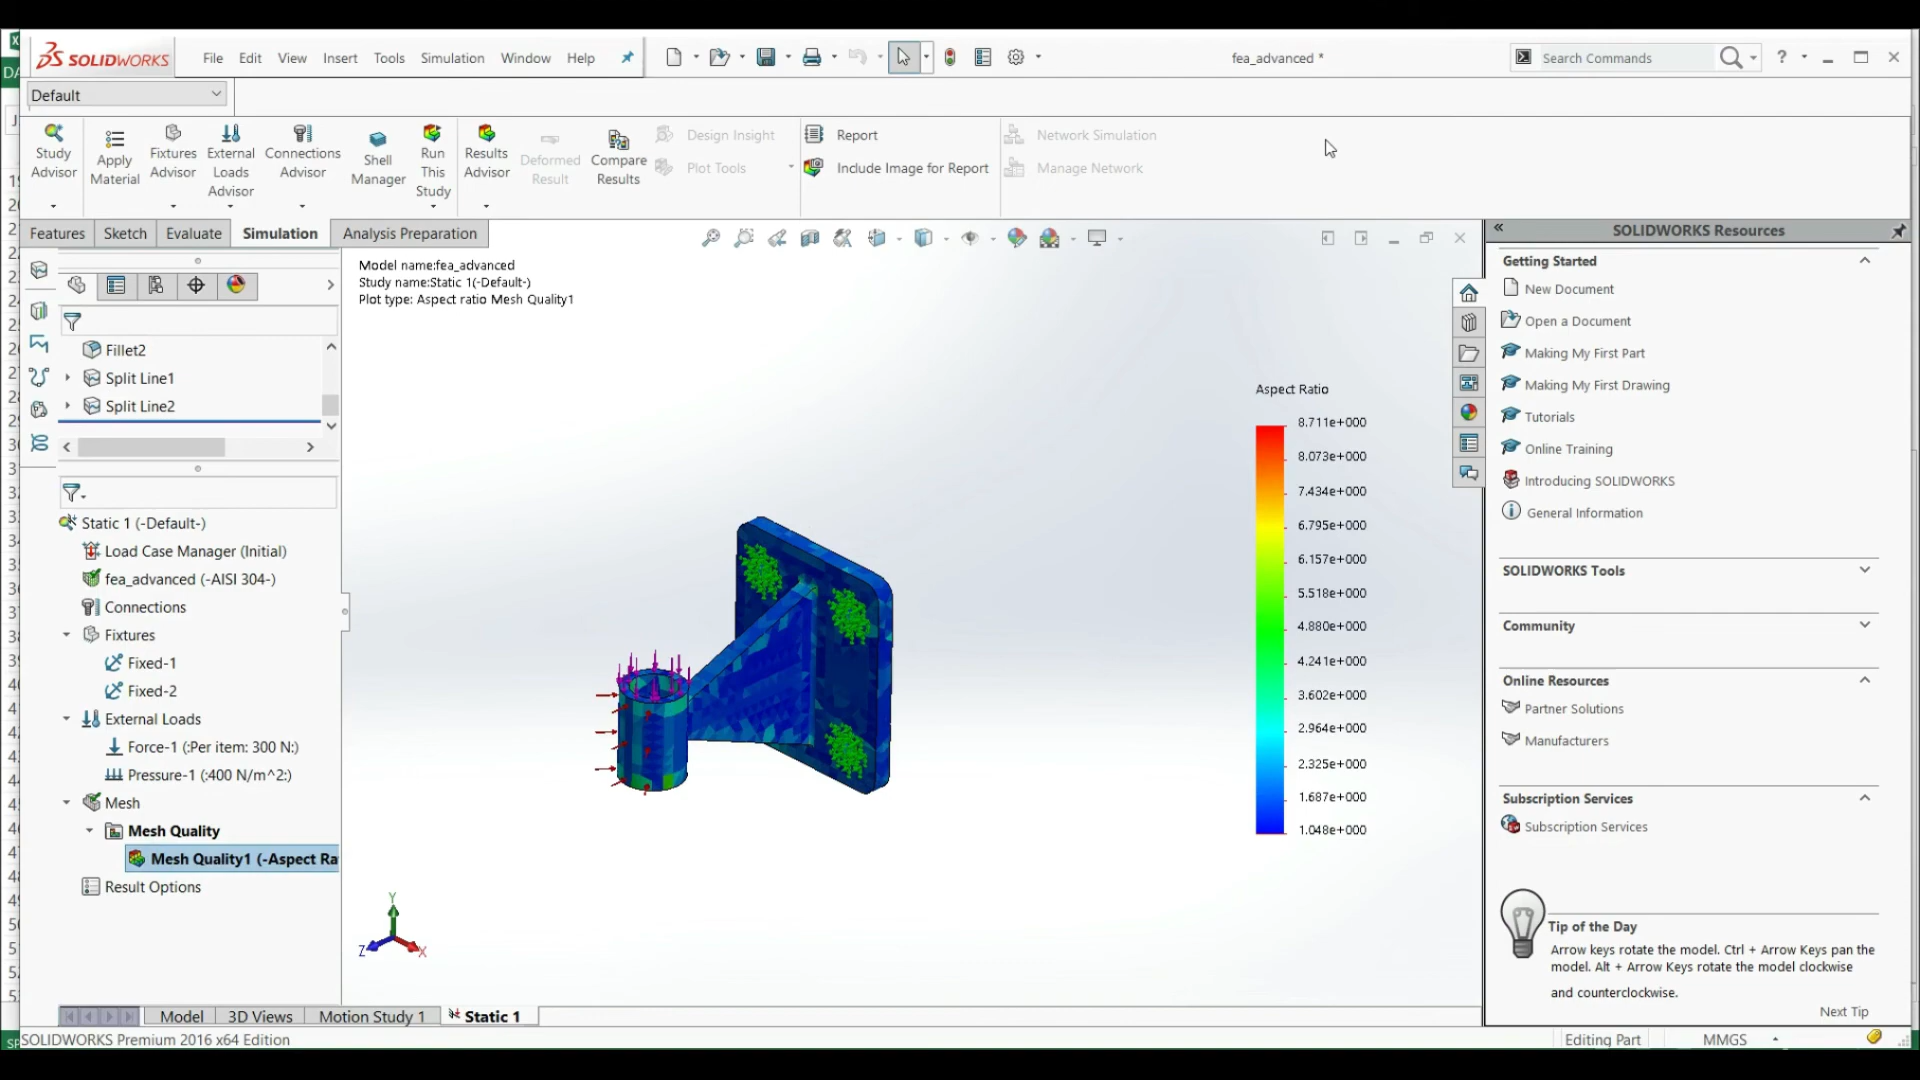 SOLIDWORKS
File Edit View Insert Tools Simulation Window Help
fea_advanced *
Search Commands
?
Default
Study Advisor
Apply Material
Fixtures Advisor
External Loads Advisor
Connections Advisor
Shell Manager
Run This Study
Results Advisor
Deformed Result
Compare Results
Design Insight
Plot Tools
Report
Include Image for Report
Network Simulation
Manage Network
Features Sketch Evaluate Simulation Analysis Preparation
Model name:fea_advanced
Study name:Static 1(-Default-)
Plot type: Aspect ratio Mesh Quality1
Fillet2
Split Line1
Split Line2
Static 1 (-Default-)
Load Case Manager (Initial)
fea_advanced (-AISI 304-)
Connections
Fixtures
Fixed-1
Fixed-2
External Loads
Force-1 (:Per item: 300 N:)
Pressure-1 (:400 N/m^2:)
Mesh
Mesh Quality
Mesh Quality1 (-Aspect Ra
Result Options
Aspect Ratio
8.711e+000
8.073e+000
7.434e+000
6.795e+000
6.157e+000
5.518e+000
4.880e+000
4.241e+000
3.602e+000
2.964e+000
2.325e+000
1.687e+000
1.048e+000
Y
Z
X
SOLIDWORKS Resources
Getting Started
New Document
Open a Document
Making My First Part
Making My First Drawing
Tutorials
Online Training
Introducing SOLIDWORKS
General Information
SOLIDWORKS Tools
Community
Online Resources
Partner Solutions
Manufacturers
Subscription Services
Subscription Services
Tip of the Day
Arrow keys rotate the model. Ctrl + Arrow Keys pan the
model. Alt + Arrow Keys rotate the model clockwise
and counterclockwise.
Next Tip
Model 3D Views Motion Study 1 Static 1
SOLIDWORKS Premium 2016 x64 Edition
Editing Part
MMGS